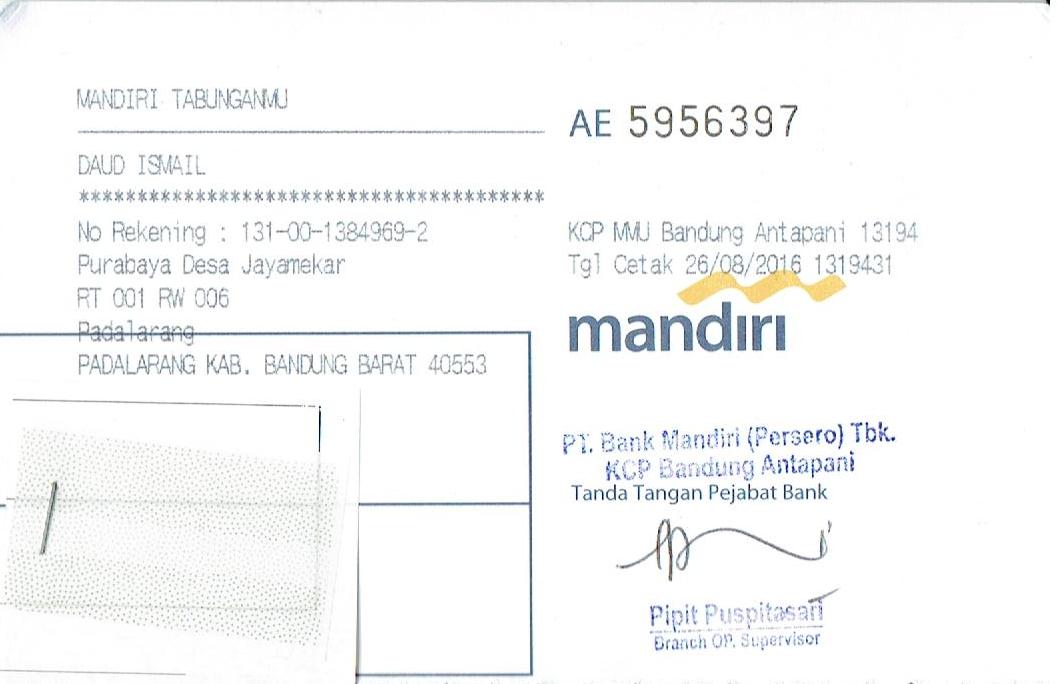 MANDIRI TABUNGANMU
DAUD ISMAIL
****************************************
No Rekening : 131-00-1384969-2
Purabaya Desa Jayamekar
RT 001 RW 006
Padalarang
PADALARANG KAB. BANDUNG BARAT 40553
AE 5956397
KCP MMU Bandung Antapani 13194
Tgl Cetak 26/08/2016 1319431
mandırı
PT. Bank Mandiri (Persero) Tbk.
KCP Bandung Antapani
Tanda Tangan Pejabat Bank
Pipit Puspitasari
Branch OP. Supervisor